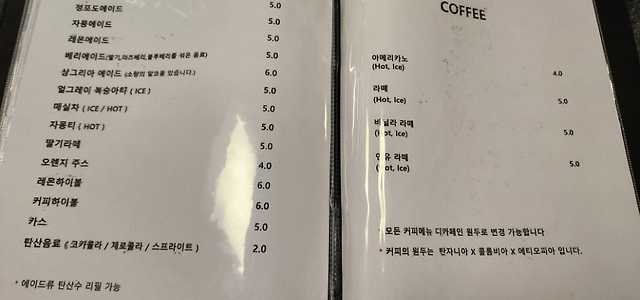 청포도에이드 5.0
자몽에이드 5.0
레몬에이드 5.0
베리에이드(딸기,라즈베리,블루베리를 섞은 음료) 5.0
샹그리아 에이드 (소량의 알코올 있습니다.) 6.0
얼그레이 복숭아탸 ( ICE ) 5.0
매실차 ( ICE / HOT ) 5.0
자몽티 ( HOT ) 5.0
딸기라떼 5.0
오렌지 주스 4.0
레몬하이볼 6.0
커피하이볼 6.0
카스 5.0
탄산음료 ( 코카콜라 / 제로콜라 / 스프라이트 ) 2.0
* 에이드류 탄산수 리필 가능
COFFEE
아메리카노
(Hot, Ice) 4.0
라떼
(Hot, Ice) 5.0
바닐라 라떼
(Hot, Ice) 5.0
연유 라떼
(Hot, Ice) 5.0
* 모든 커피메뉴 디카페인 원두로 변경 가능합니다
* 커피의 원두는 탄자니아 X 콜롬비아 X 에티오피아 입니다.